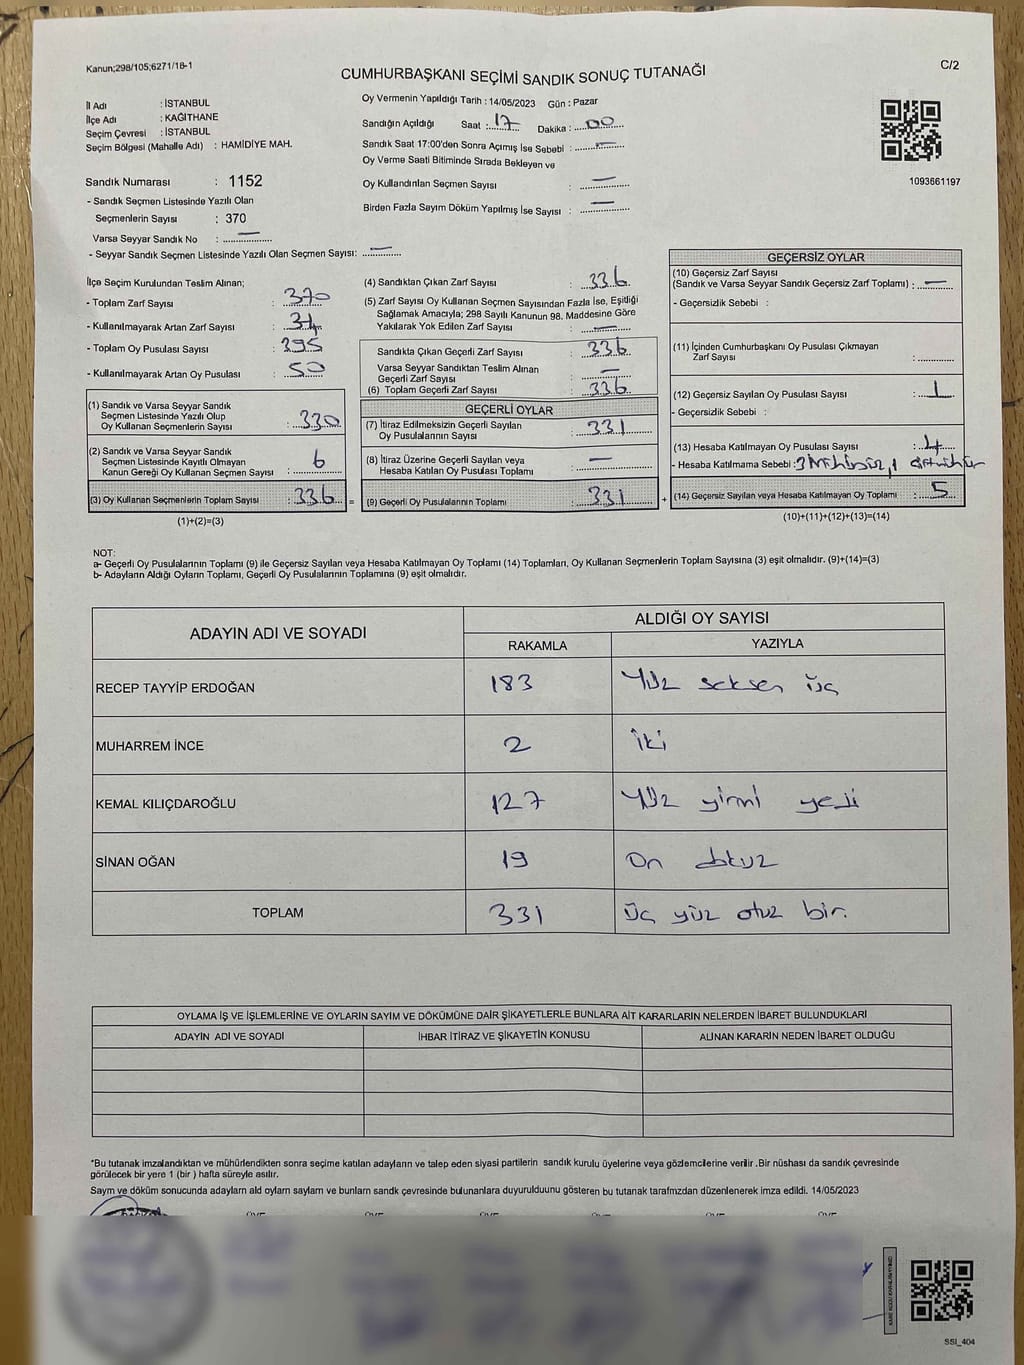 Kanun;298/105;6271/18-1
C/2
CUMHURBAŞKANI SEÇİMİ SANDIK SONUÇ TUTANAĞI
İl Adı : İSTANBUL
İlçe Adı : KAĞITHANE
Seçim Çevresi : İSTANBUL
Seçim Bölgesi (Mahalle Adı) : HAMİDİYE MAH.
Oy Vermenin Yapıldığı Tarih : 14/05/2023 Gün : Pazar
Sandığın Açıldığı Saat : 17 Dakika : 00
Sandık Saat 17:00'den Sonra Açımış İse Sebebi : —
Oy Verme Saati Bitiminde Sırada Bekleyen ve
Oy Kullandırılan Seçmen Sayısı : —
Birden Fazla Sayım Döküm Yapılmış İse Sayısı : —
1093661197
Sandık Numarası : 1152
- Sandık Seçmen Listesinde Yazılı Olan
Seçmenlerin Sayısı : 370
Varsa Seyyar Sandık No : —
- Seyyar Sandık Seçmen Listesinde Yazılı Olan Seçmen Sayısı: —
İlçe Seçim Kurulundan Teslim Alınan;
- Toplam Zarf Sayısı : 370
- Kullanılmayarak Artan Zarf Sayısı : 34
- Toplam Oy Pusulası Sayısı : 395
- Kullanılmayarak Artan Oy Pusulası : 50
(1) Sandık ve Varsa Seyyar Sandık
Seçmen Listesinde Yazılı Olup
Oy Kullanan Seçmenlerin Sayısı : 330
(2) Sandık ve Varsa Seyyar Sandık
Seçmen Listesinde Kayıtlı Olmayan
Kanun Gereği Oy Kullanan Seçmen Sayısı : 6
(3) Oy Kullanan Seçmenlerin Toplam Sayısı : 336 =
(1)+(2)=(3)
(4) Sandıktan Çıkan Zarf Sayısı : 336
(5) Zarf Sayısı Oy Kullanan Seçmen Sayısından Fazla İse, Eşitliği
Sağlamak Amacıyla; 298 Sayılı Kanunun 98. Maddesine Göre
Yakılarak Yok Edilen Zarf Sayısı : —
Sandıkta Çıkan Geçerli Zarf Sayısı : 336
Varsa Seyyar Sandıktan Teslim Alınan
Geçerli Zarf Sayısı : —
(6) Toplam Geçerli Zarf Sayısı : 336
GEÇERLİ OYLAR
(7) İtiraz Edilmeksizin Geçerli Sayılan
Oy Pusulalarının Sayısı : 331
(8) İtiraz Üzerine Geçerli Sayılan veya
Hesaba Katılan Oy Pusulası Toplamı : —
(9) Geçerli Oy Pusulalarının Toplamı : 331 +
GEÇERSİZ OYLAR
(10) Geçersiz Zarf Sayısı
(Sandık ve Varsa Seyyar Sandık Geçersiz Zarf Toplamı) : —
- Geçersizlik Sebebi :
(11) İçinden Cumhurbaşkanı Oy Pusulası Çıkmayan
Zarf Sayısı :
(12) Geçersiz Sayılan Oy Pusulası Sayısı : 1
- Geçersizlik Sebebi :
(13) Hesaba Katılmayan Oy Pusulası Sayısı : 4
- Hesaba Katılmama Sebebi : 3 Mühürsüz, 1
(14) Geçersiz Sayılan veya Hesaba Katılmayan Oy Toplamı : 5
(10)+(11)+(12)+(13)=(14)
NOT:
a- Geçerli Oy Pusulalarının Toplamı (9) ile Geçersiz Sayılan veya Hesaba Katılmayan Oy Toplamı (14) Toplamları, Oy Kullanan Seçmenlerin Toplam Sayısına (3) eşit olmalıdır. (9)+(14)=(3)
b- Adayların Aldığı Oyların Toplamı, Geçerli Oy Pusulalarının Toplamına (9) eşit olmalıdır.
ADAYIN ADI VE SOYADI
ALDIĞI OY SAYISI
RAKAMLA YAZIYLA
RECEP TAYYİP ERDOĞAN 183 Yüz seksen üç
MUHARREM İNCE 2 iki
KEMAL KILIÇDAROĞLU 127 Yüz yirmi yedi
SİNAN OĞAN 19 On dokuz
TOPLAM 331 üç yüz otuz bir.
OYLAMA İŞ VE İŞLEMLERİNE VE OYLARIN SAYIM VE DÖKÜMÜNE DAİR ŞİKAYETLERLE BUNLARA AİT KARARLARIN NELERDEN İBARET BULUNDUKLARI
ADAYIN ADI VE SOYADI İHBAR İTİRAZ VE ŞİKAYETİN KONUSU ALINAN KARARIN NEDEN İBARET OLDUĞU
*Bu tutanak imzalandıktan ve mühürlendikten sonra seçime katılan adayların ve talep eden siyasi partilerin sandık kurulu üyelerine veya gözlemcilerine verilir .Bir nüshası da sandık çevresinde
görülecek bir yere 1 (bir ) hafta süreyle asılır.
Sayım ve döküm sonucunda adayların ald oyların sayların ve bunların sandk çevresinde bulunanlara duyurulduunu gösteren bu tutanak tarafmzdan düzenlenerek imza edildi. 14/05/2023
SSI_404